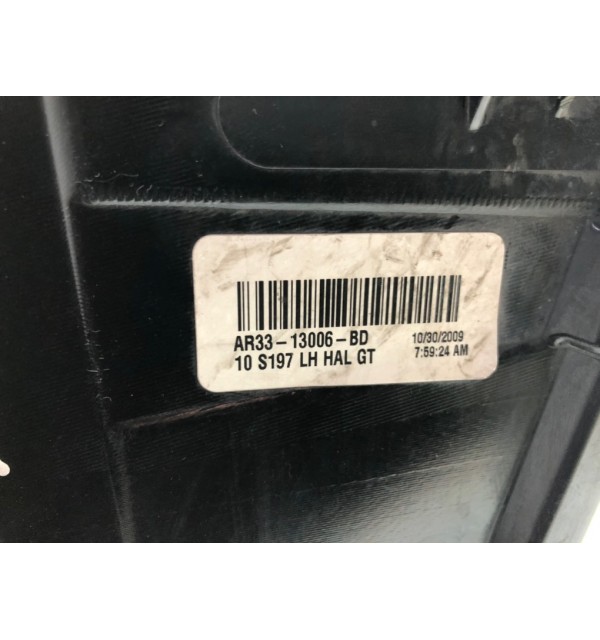 AR33-13006-BD
10 S197 LH HAL GT
10/30/2009
7:59:24 AM